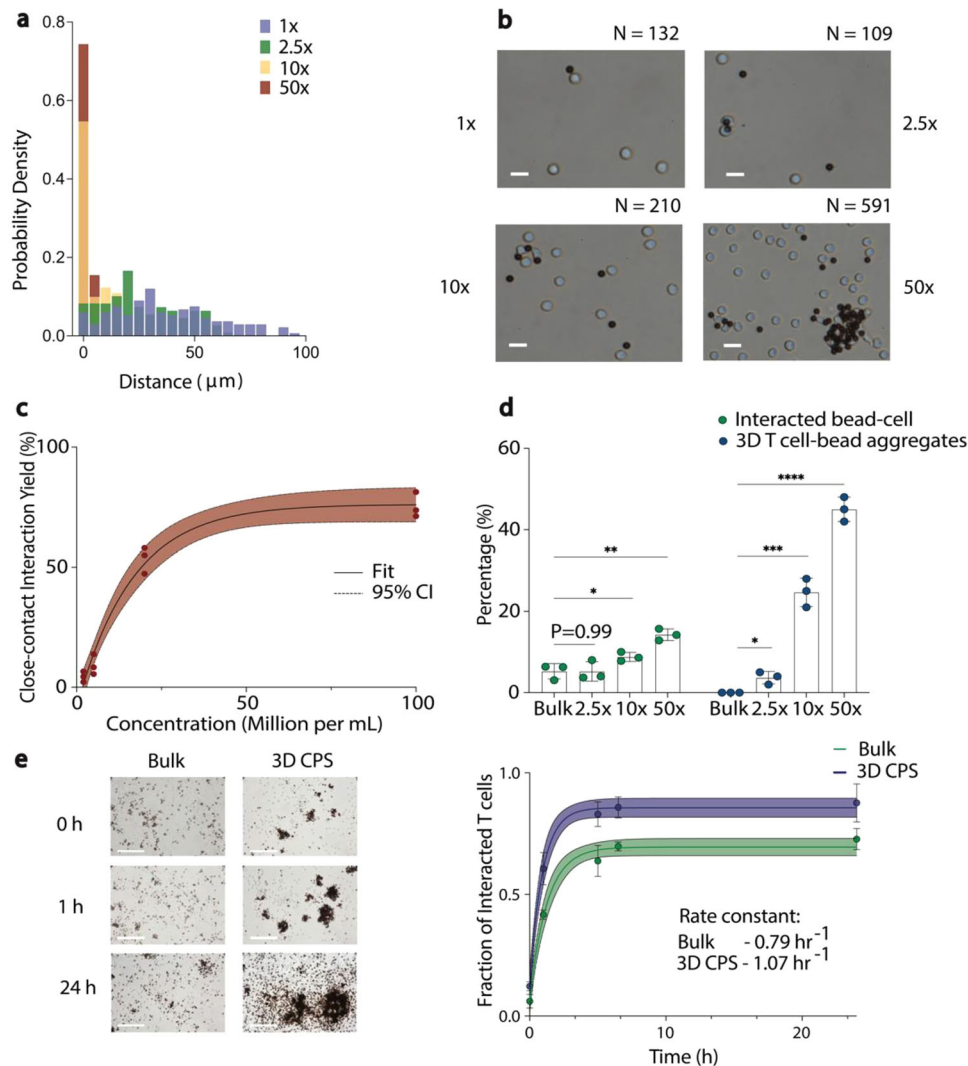 a
0.8
0.6
0.4
0.2
0.0
Probability Density
1x
2.5x
10x
50x
0
50
100
Distance (μm)
b
N = 132
N = 109
1x
2.5x
N = 210
N = 591
10x
50x
c
100
50
0
Close-contact Interaction Yield (%)
Fit
95% CI
0
50
100
Concentration (Million per mL)
d
Interacted bead-cell
3D T cell-bead aggregates
60
40
20
0
Percentage (%)
****
***
**
*
*
P=0.99
Bulk 2.5x 10x 50x
Bulk 2.5x 10x 50x
e
Bulk
3D CPS
0 h
1 h
24 h
Bulk
3D CPS
1.0
0.5
0.0
Fraction of Interacted T cells
Rate constant:
Bulk - 0.79 hr-1
3D CPS - 1.07 hr-1
0
10
20
Time (h)